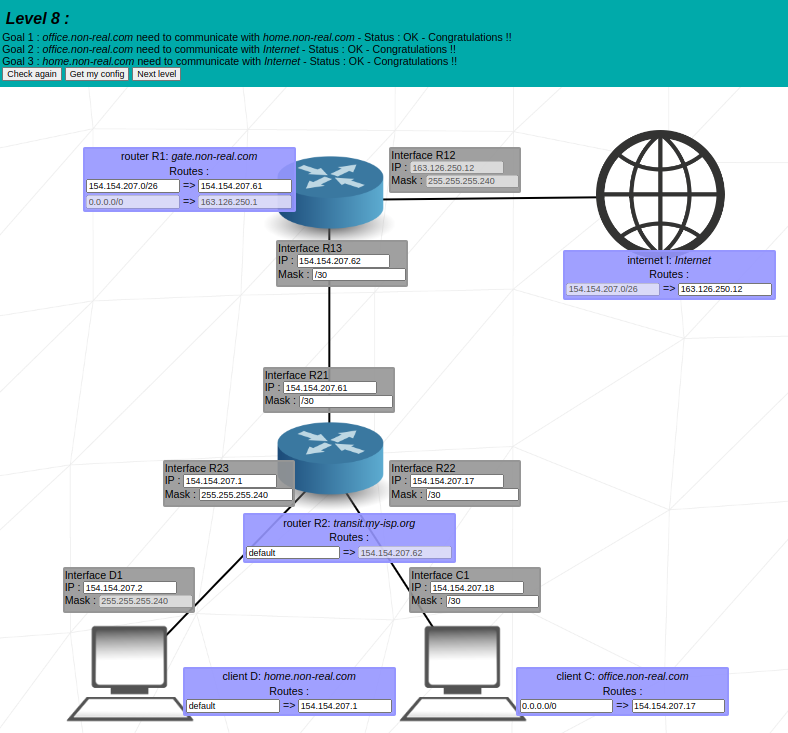 Level 8 :
Goal 1 : office.non-real.com need to communicate with home.non-real.com - Status : OK - Congratulations !!
Goal 2 : office.non-real.com need to communicate with Internet - Status : OK - Congratulations !!
Goal 3 : home.non-real.com need to communicate with Internet - Status : OK - Congratulations !!
Check again Get my config Next level
router R1: gate.non-real.com
Routes :
154.154.207.0/26 => 154.154.207.61
0.0.0.0/0 => 163.126.250.1
Interface R12
IP : 163.126.250.12
Mask : 255.255.255.240
Interface R13
IP : 154.154.207.62
Mask : /30
internet I: Internet
Routes :
154.154.207.0/26 => 163.126.250.12
Interface R21
IP : 154.154.207.61
Mask : /30
Interface R23
IP : 154.154.207.1
Mask : 255.255.255.240
Interface R22
IP : 154.154.207.17
Mask : /30
router R2: transit.my-isp.org
Routes :
default => 154.154.207.62
Interface D1
IP : 154.154.207.2
Mask : 255.255.255.240
Interface C1
IP : 154.154.207.18
Mask : /30
client D: home.non-real.com
Routes :
default => 154.154.207.1
client C: office.non-real.com
Routes :
0.0.0.0/0 => 154.154.207.17